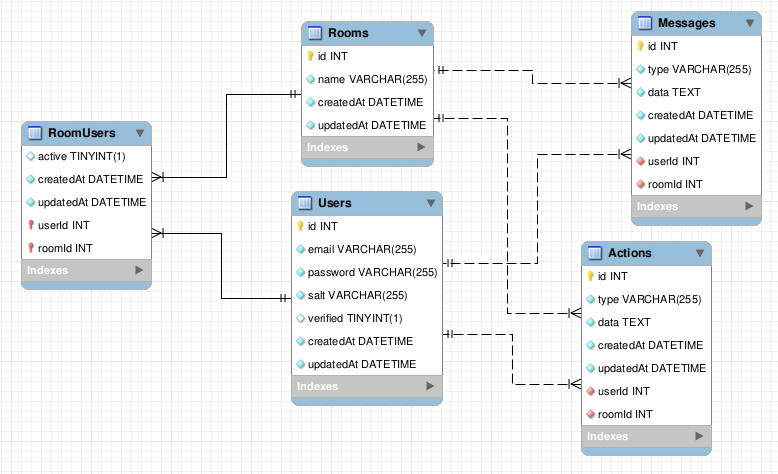 Rooms
id INT
name VARCHAR(255)
createdAt DATETIME
updatedAt DATETIME
Indexes
Messages
id INT
type VARCHAR(255)
data TEXT
createdAt DATETIME
updatedAt DATETIME
userId INT
roomId INT
Indexes
RoomUsers
active TINYINT(1)
createdAt DATETIME
updatedAt DATETIME
userId INT
roomId INT
Indexes
Users
id INT
email VARCHAR(255)
password VARCHAR(255)
salt VARCHAR(255)
verified TINYINT(1)
createdAt DATETIME
updatedAt DATETIME
Indexes
Actions
id INT
type VARCHAR(255)
data TEXT
createdAt DATETIME
updatedAt DATETIME
userId INT
roomId INT
Indexes